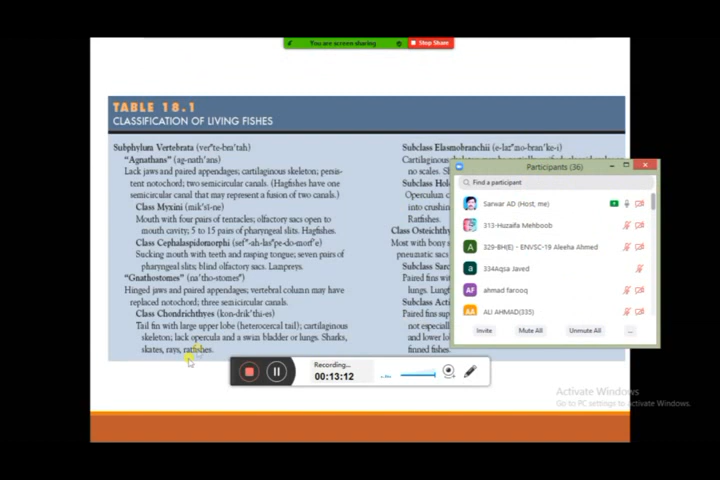 You are screen sharing
Stop Share
TABLE 18.1
CLASSIFICATION OF LIVING FISHES
Subphylum Vertebrata (ver″te-bra′tah)
“Agnathans” (ag-nath′ans)
Lack jaws and paired appendages; cartilaginous skeleton; persis-
tent notochord; two semicircular canals. (Hagfishes have one
semicircular canal that may represent a fusion of two canals.)
Class Myxini (mik′sǐ-ne)
Mouth with four pairs of tentacles; olfactory sacs open to
mouth cavity; 5 to 15 pairs of pharyngeal slits. Hagfishes.
Class Cephalaspidomorphi (sef″-ah-las″pe-do-morf′e)
Sucking mouth with teeth and rasping tongue; seven pairs of
pharyngeal slits; blind olfactory sacs. Lampreys.
“Gnathostomes” (na′tho-stomes″)
Hinged jaws and paired appendages; vertebral column may have
replaced notochord; three semicircular canals.
Class Chondrichthyes (kon-drik′thi-es)
Tail fin with large upper lobe (heterocercal tail); cartilaginous
skeleton; lack opercula and a swim bladder or lungs. Sharks,
skates, rays, ratfishes.
Subclass Elasmobranchii (e-laz″mo-bran′ke-i)
Cartilaginous
no scales. S
Subclass Hol
Operculum c
into crushin
Ratfishes.
Class Osteichthy
Most with bony s
pneumatic sacs
Subclass Sarc
Paired fins wit
lungs. Lungf
Subclass Acti
Paired fins sup
not especially
and lower lo
finned fishes.
Participants (36)
Find a participant
Sarwar AD (Host, me)
313-Huzaifa Mehboob
A 329-BH(E) - ENVSC-19 Aleeha Ahmed
a 334Aqsa Javed
AF ahmad farooq
AA ALI AHMAD(335)
Invite
Mute All
Unmute All
...
Recording...
00:13:12
Activate Windows
Go to PC settings to activate Windows.